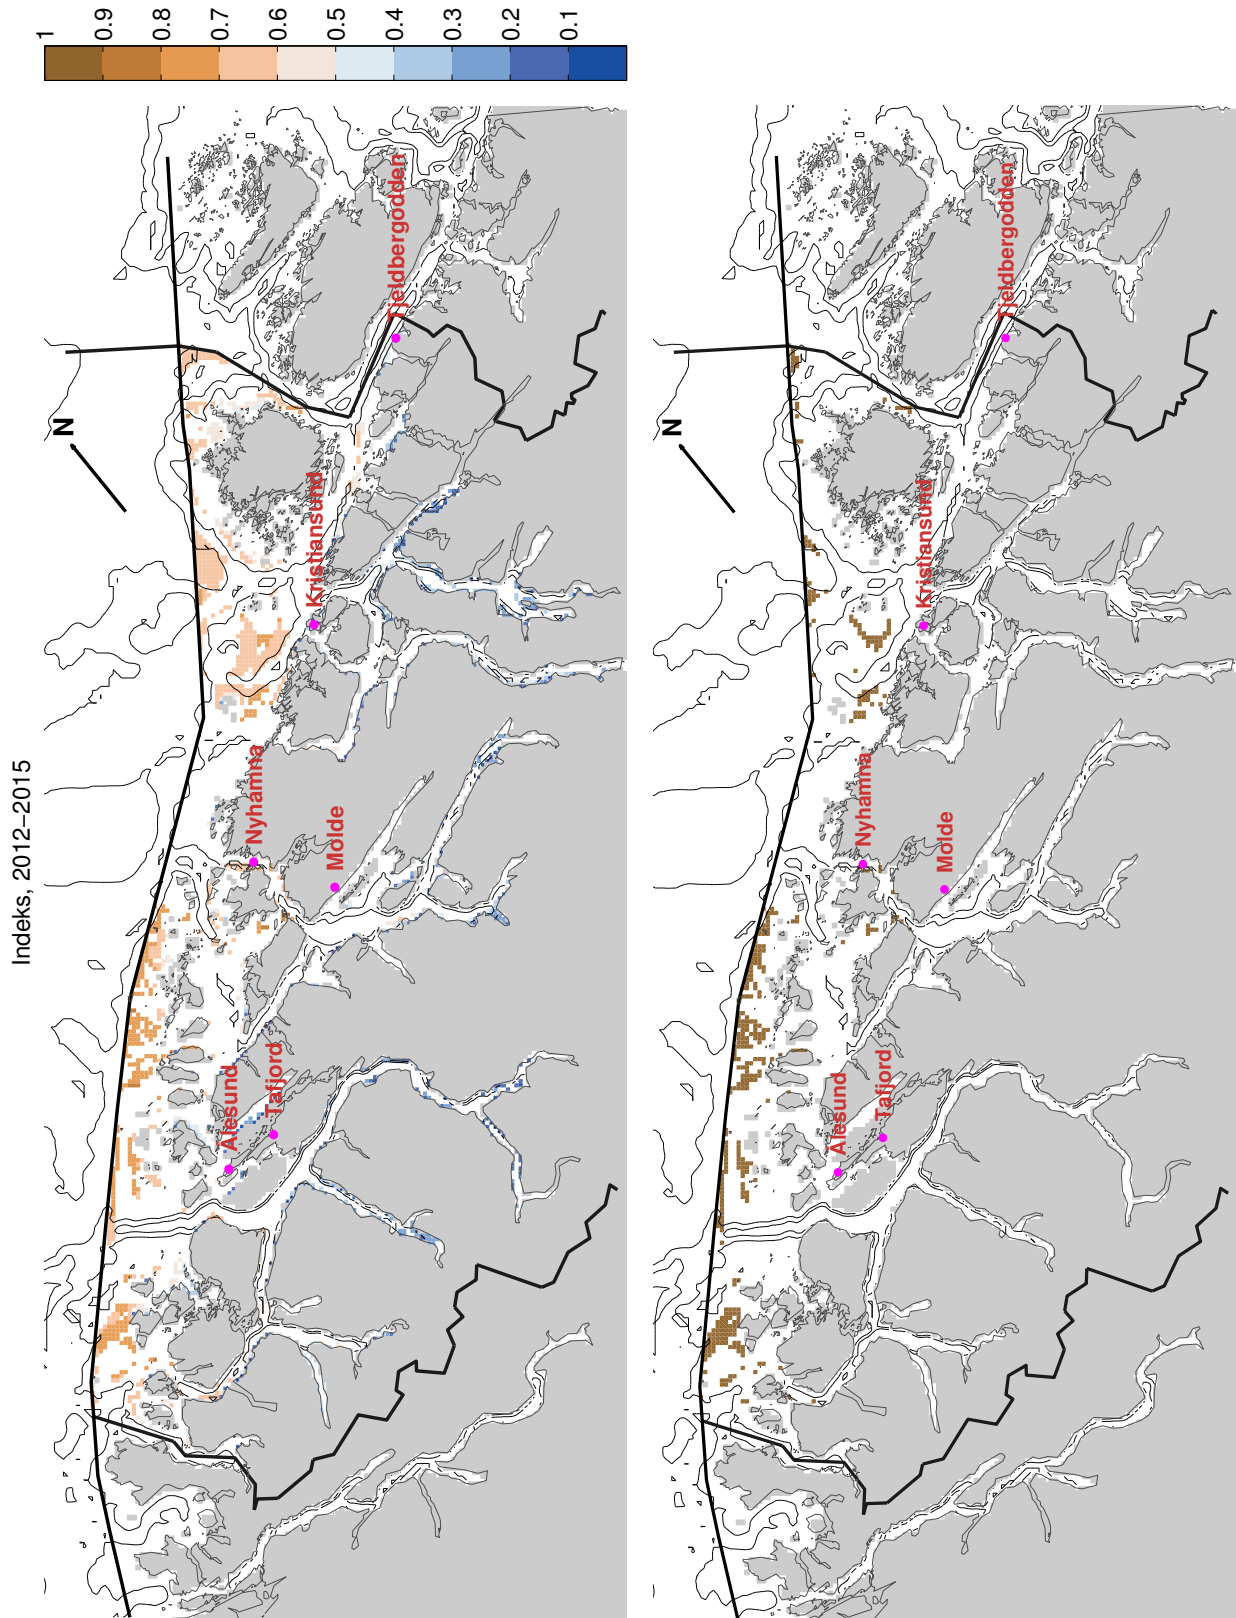 Indeks, 2012–2015
1
0.9
0.8
0.7
0.6
0.5
0.4
0.3
0.2
0.1
N
Ålesund
Tafjord
Molde
Nyhamna
Kristiansund
Tjeldbergodden
N
Ålesund
Tafjord
Molde
Nyhamna
Kristiansund
Tjeldbergodden